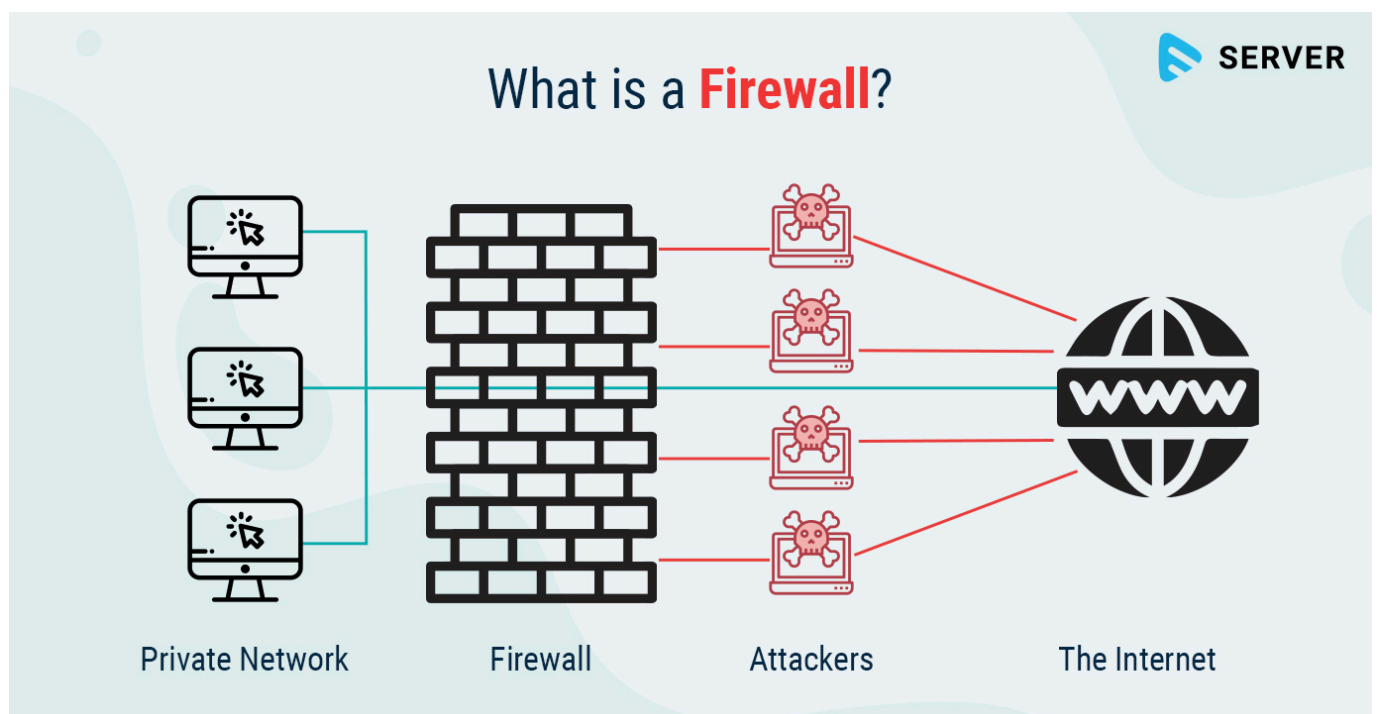 SERVER
What is a Firewall?
WWW
Private Network
Firewall
Attackers
The Internet